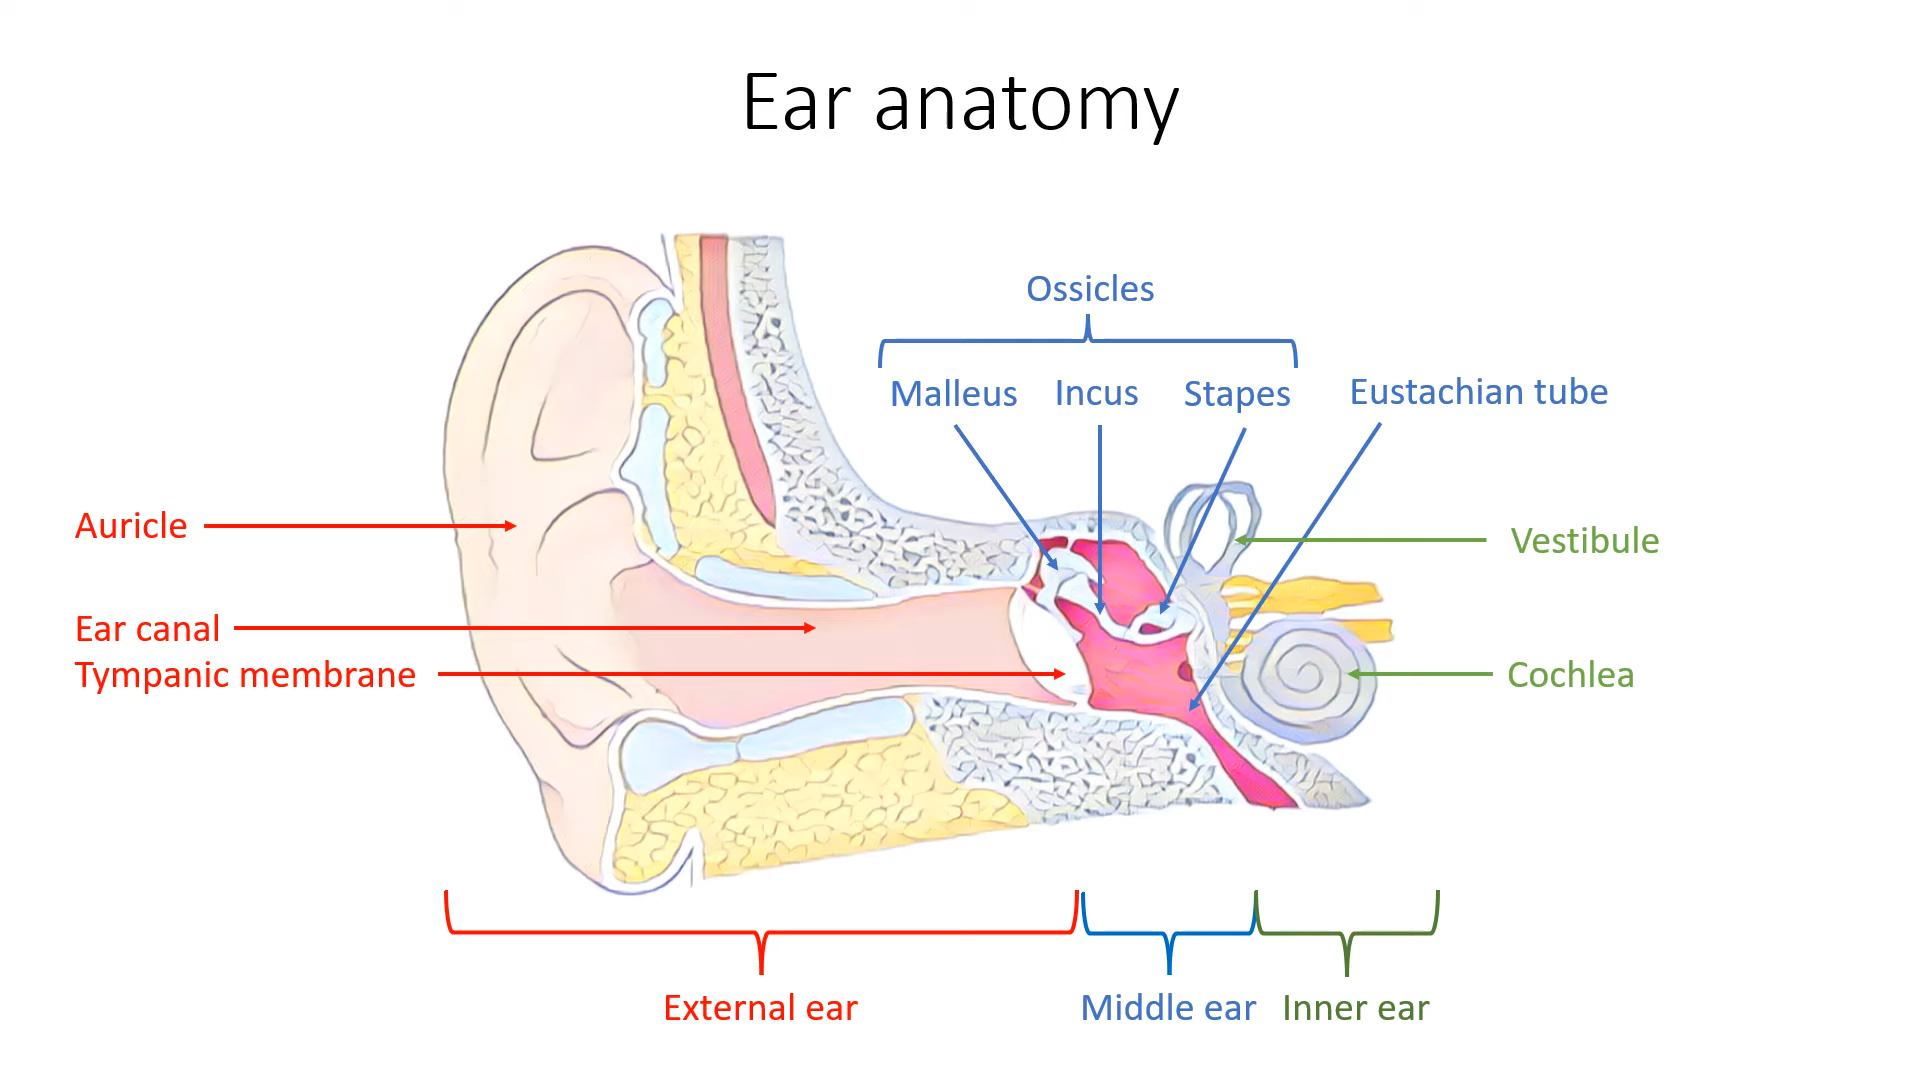 Ear anatomy
Ossicles
Malleus Incus Stapes Eustachian tube
Auricle
Vestibule
Ear canal
Tympanic membrane
Cochlea
External ear Middle ear Inner ear